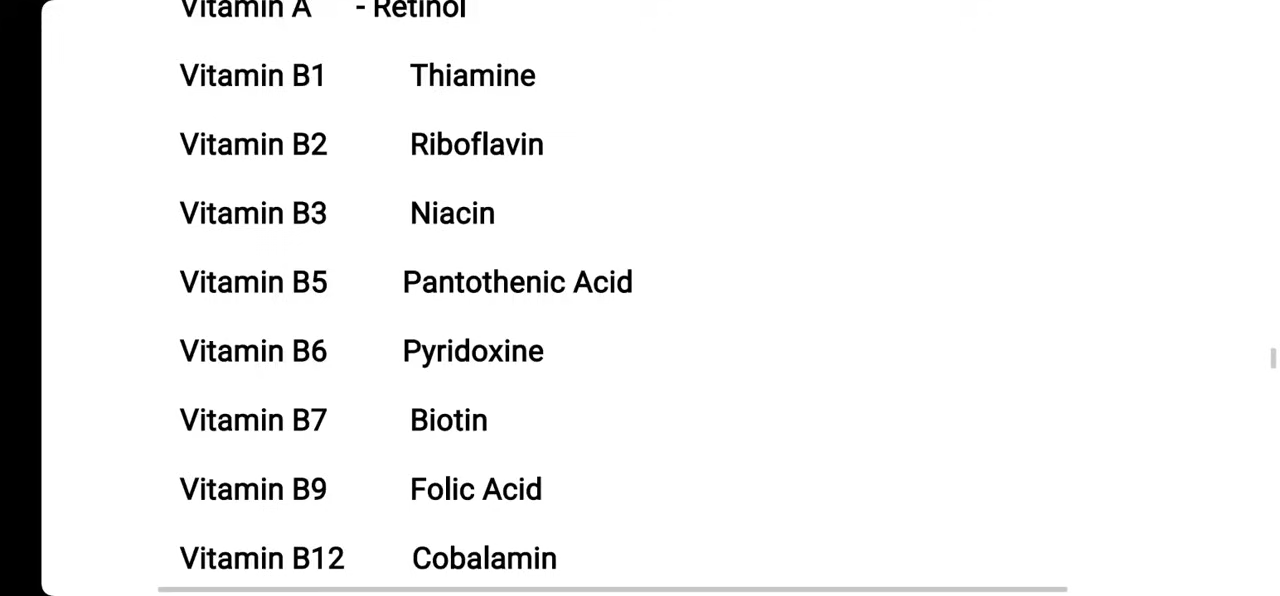 Vitamin A - Retinol
Vitamin B1 Thiamine
Vitamin B2 Riboflavin
Vitamin B3 Niacin
Vitamin B5 Pantothenic Acid
Vitamin B6 Pyridoxine
Vitamin B7 Biotin
Vitamin B9 Folic Acid
Vitamin B12 Cobalamin